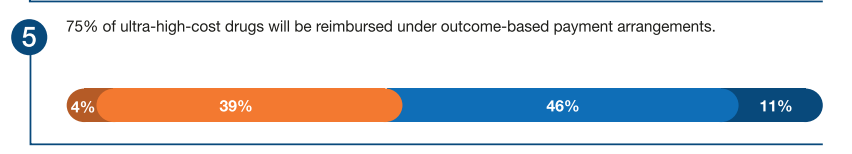 5
75% of ultra-high-cost drugs will be reimbursed under outcome-based payment arrangements.
4% 39% 46% 11%